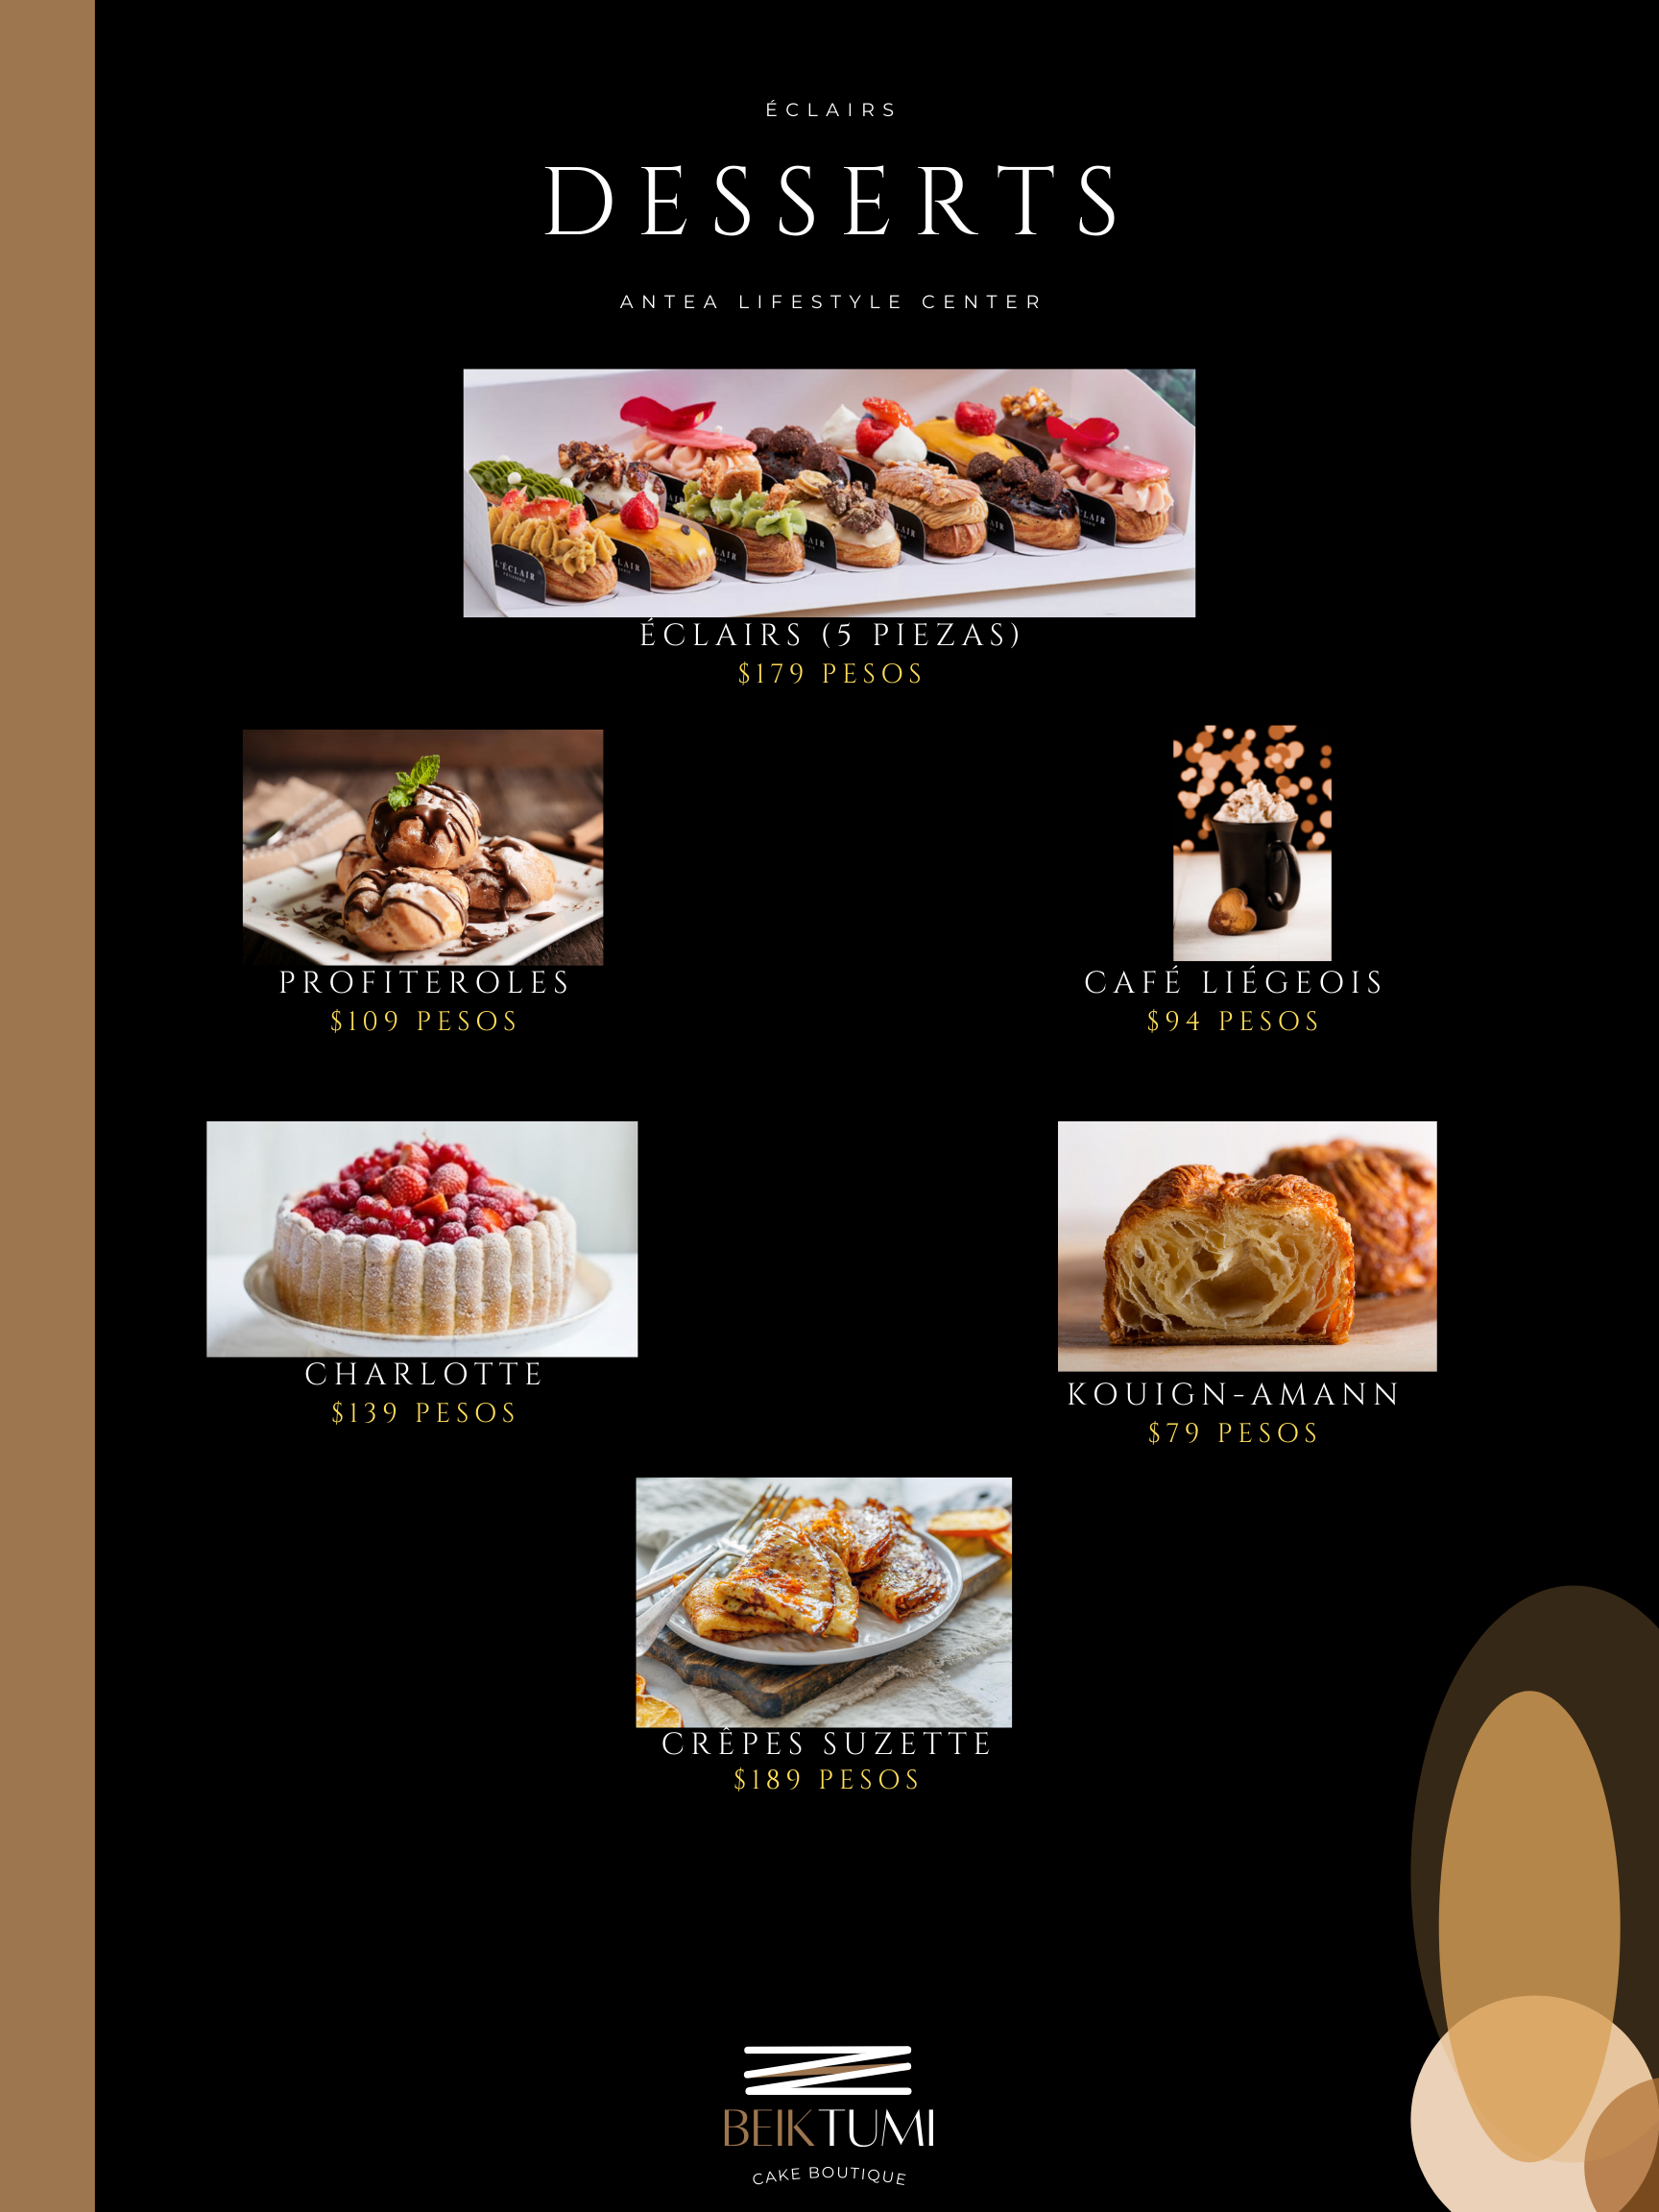 ÉCLAIRS
DESSERTS
ANTEA LIFESTYLE CENTER
L'ÉCLAIR
ÉCLAIRS (5 PIEZAS)
$179 PESOS
PROFITEROLES
$109 PESOS
CAFÉ LIÉGEOIS
$94 PESOS
CHARLOTTE
$139 PESOS
KOUIGN-AMANN
$79 PESOS
CRÊPES SUZETTE
$189 PESOS
BEIKTUMI
CAKE BOUTIQUE